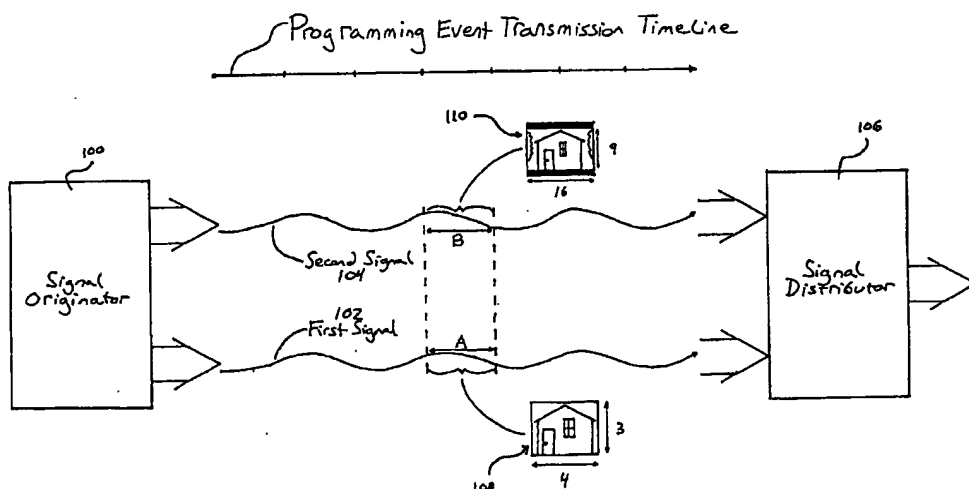 Programming Event Transmission Timeline
110
9
16
100
106
Second Signal
104
B
Signal
Originator
Signal
Distributor
102
First Signal
A
3
4
108